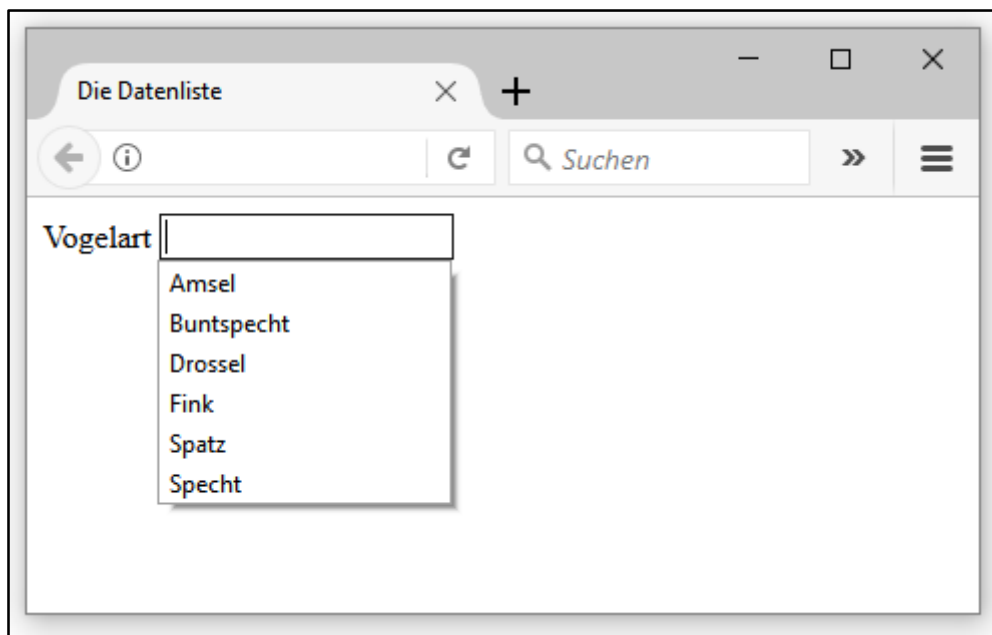 Die Datenliste
Suchen
Vogelart
Amsel
Buntspecht
Drossel
Fink
Spatz
Specht